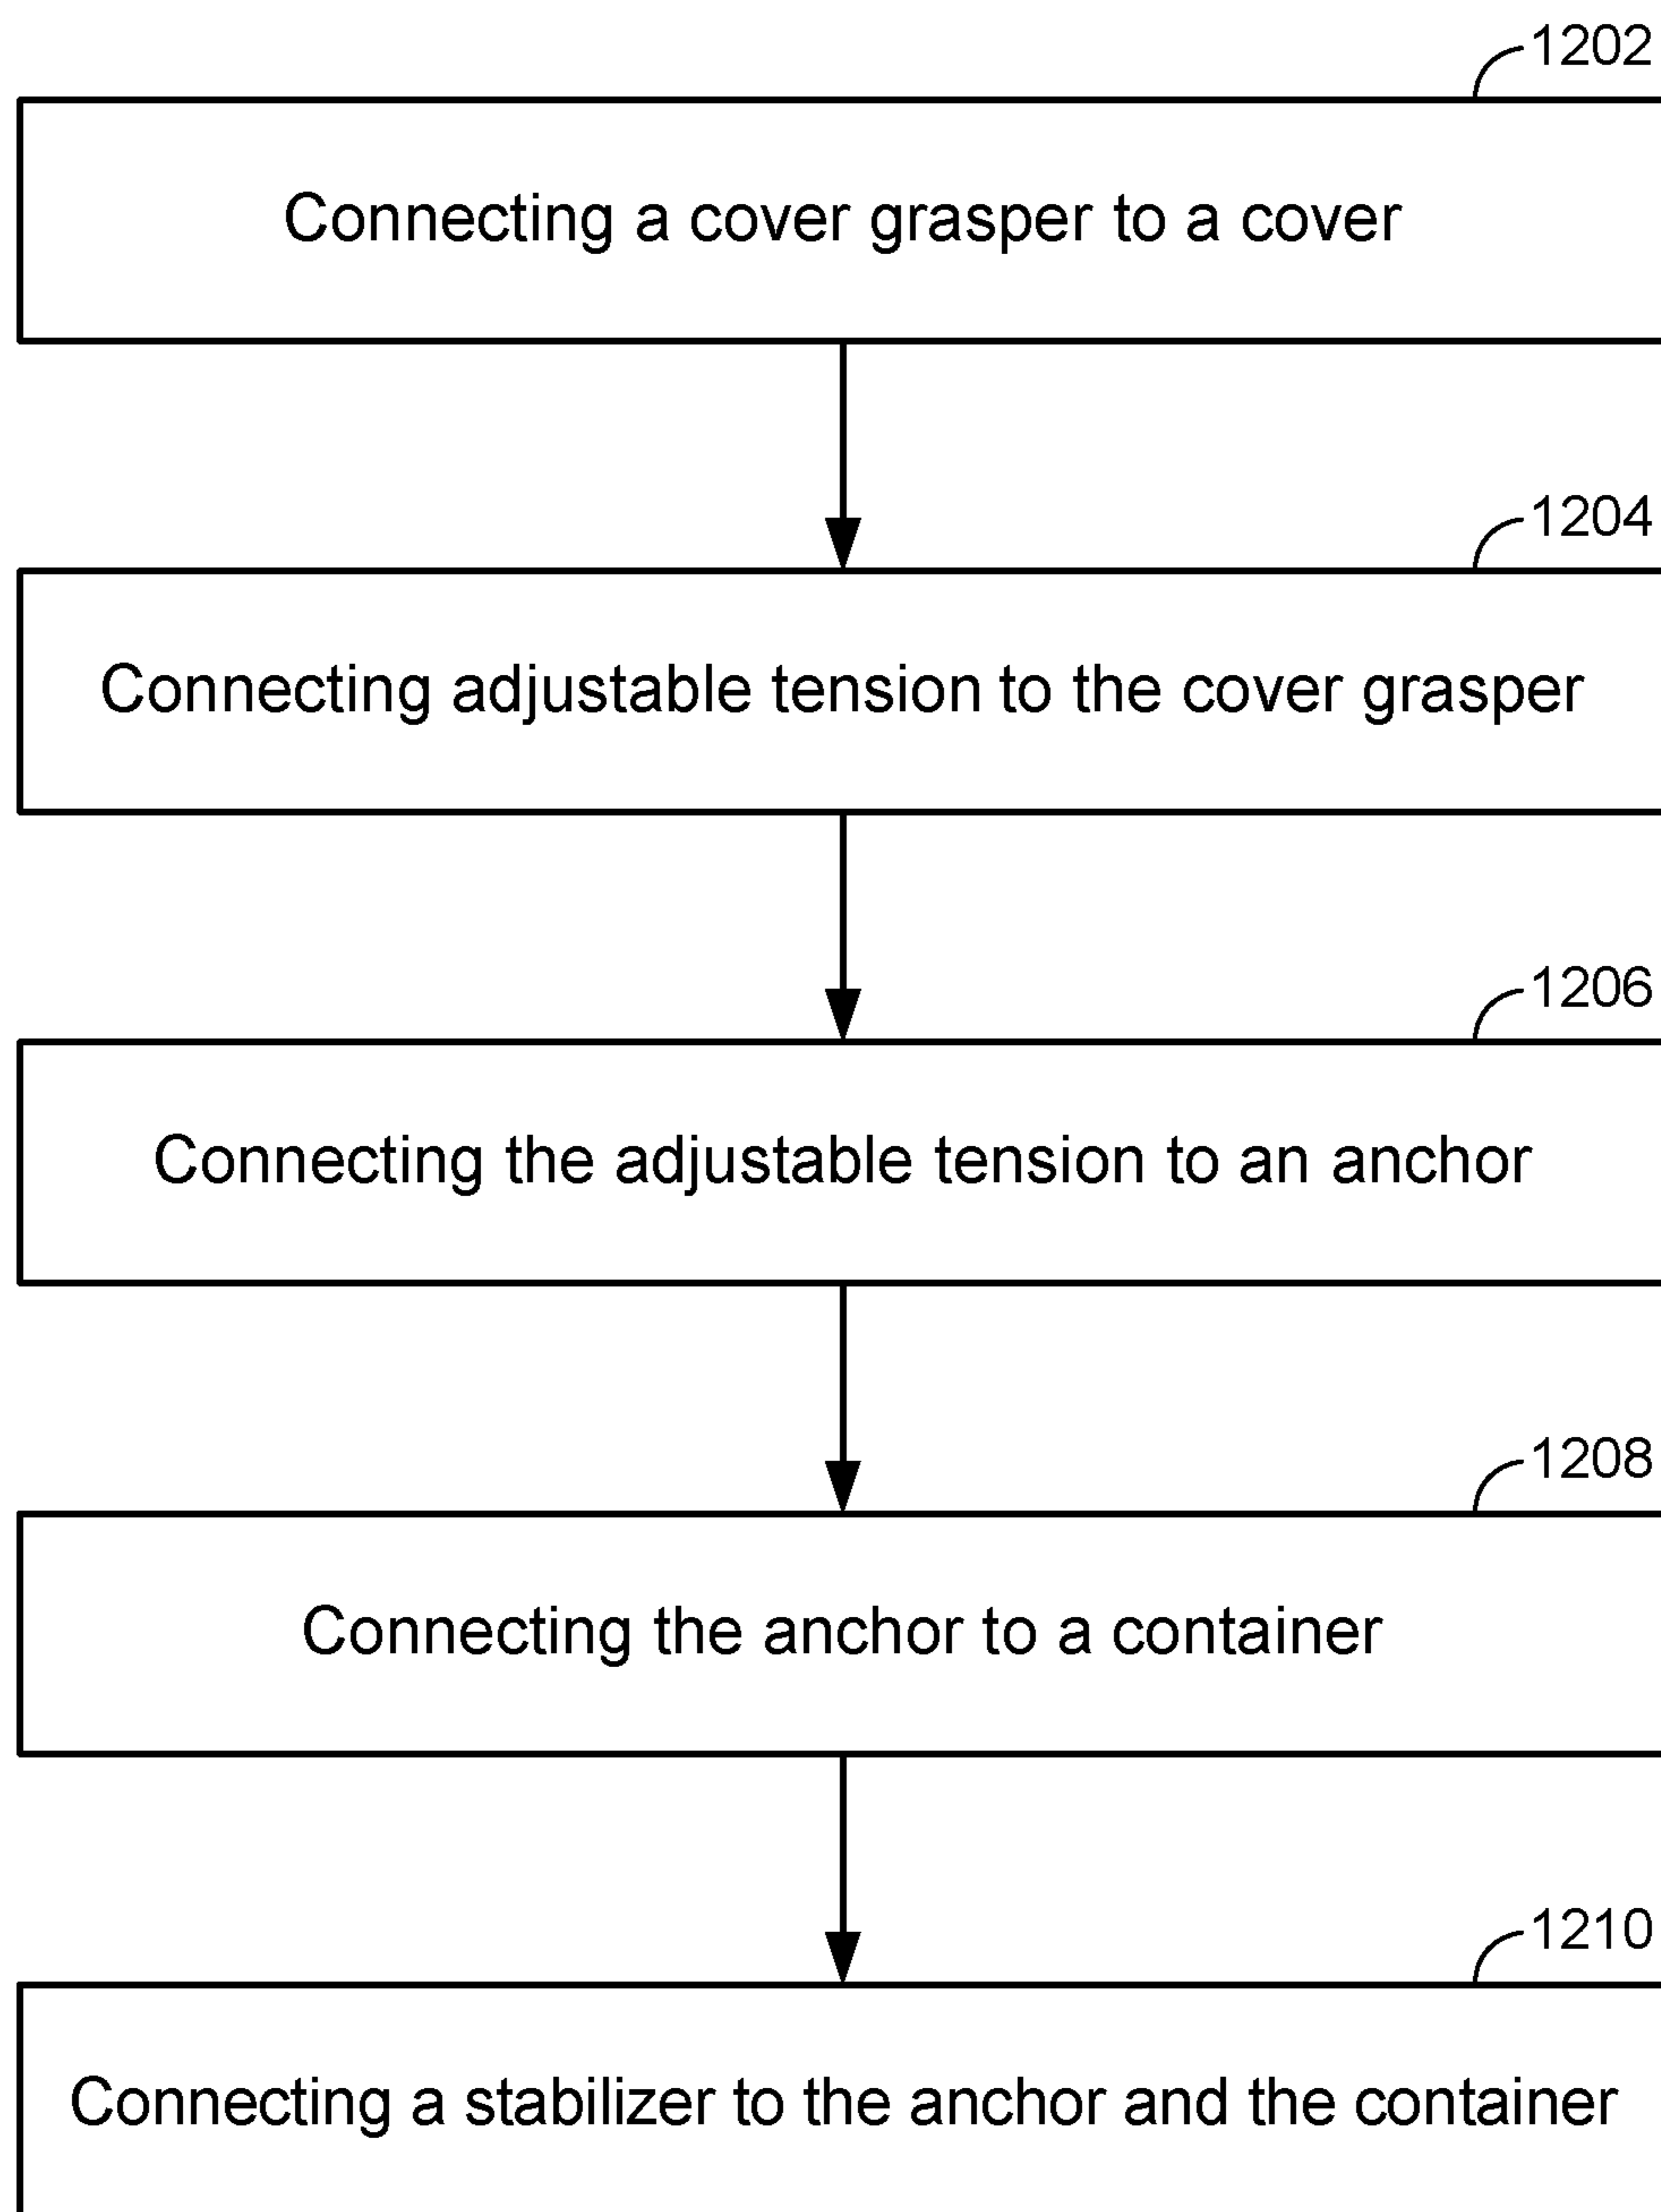 1202
Connecting a cover grasper to a cover
1204
Connecting adjustable tension to the cover grasper
1206
Connecting the adjustable tension to an anchor
1208
Connecting the anchor to a container
1210
Connecting a stabilizer to the anchor and the container